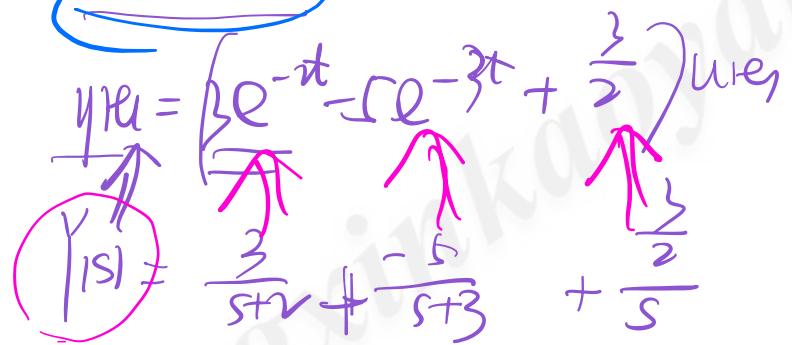 y(t) = (3e^{-2t} - 5e^{-3t} + 3/2) u(t)
Y(s) = 3/(s+2) + -5/(s+3) + (3/2)/s